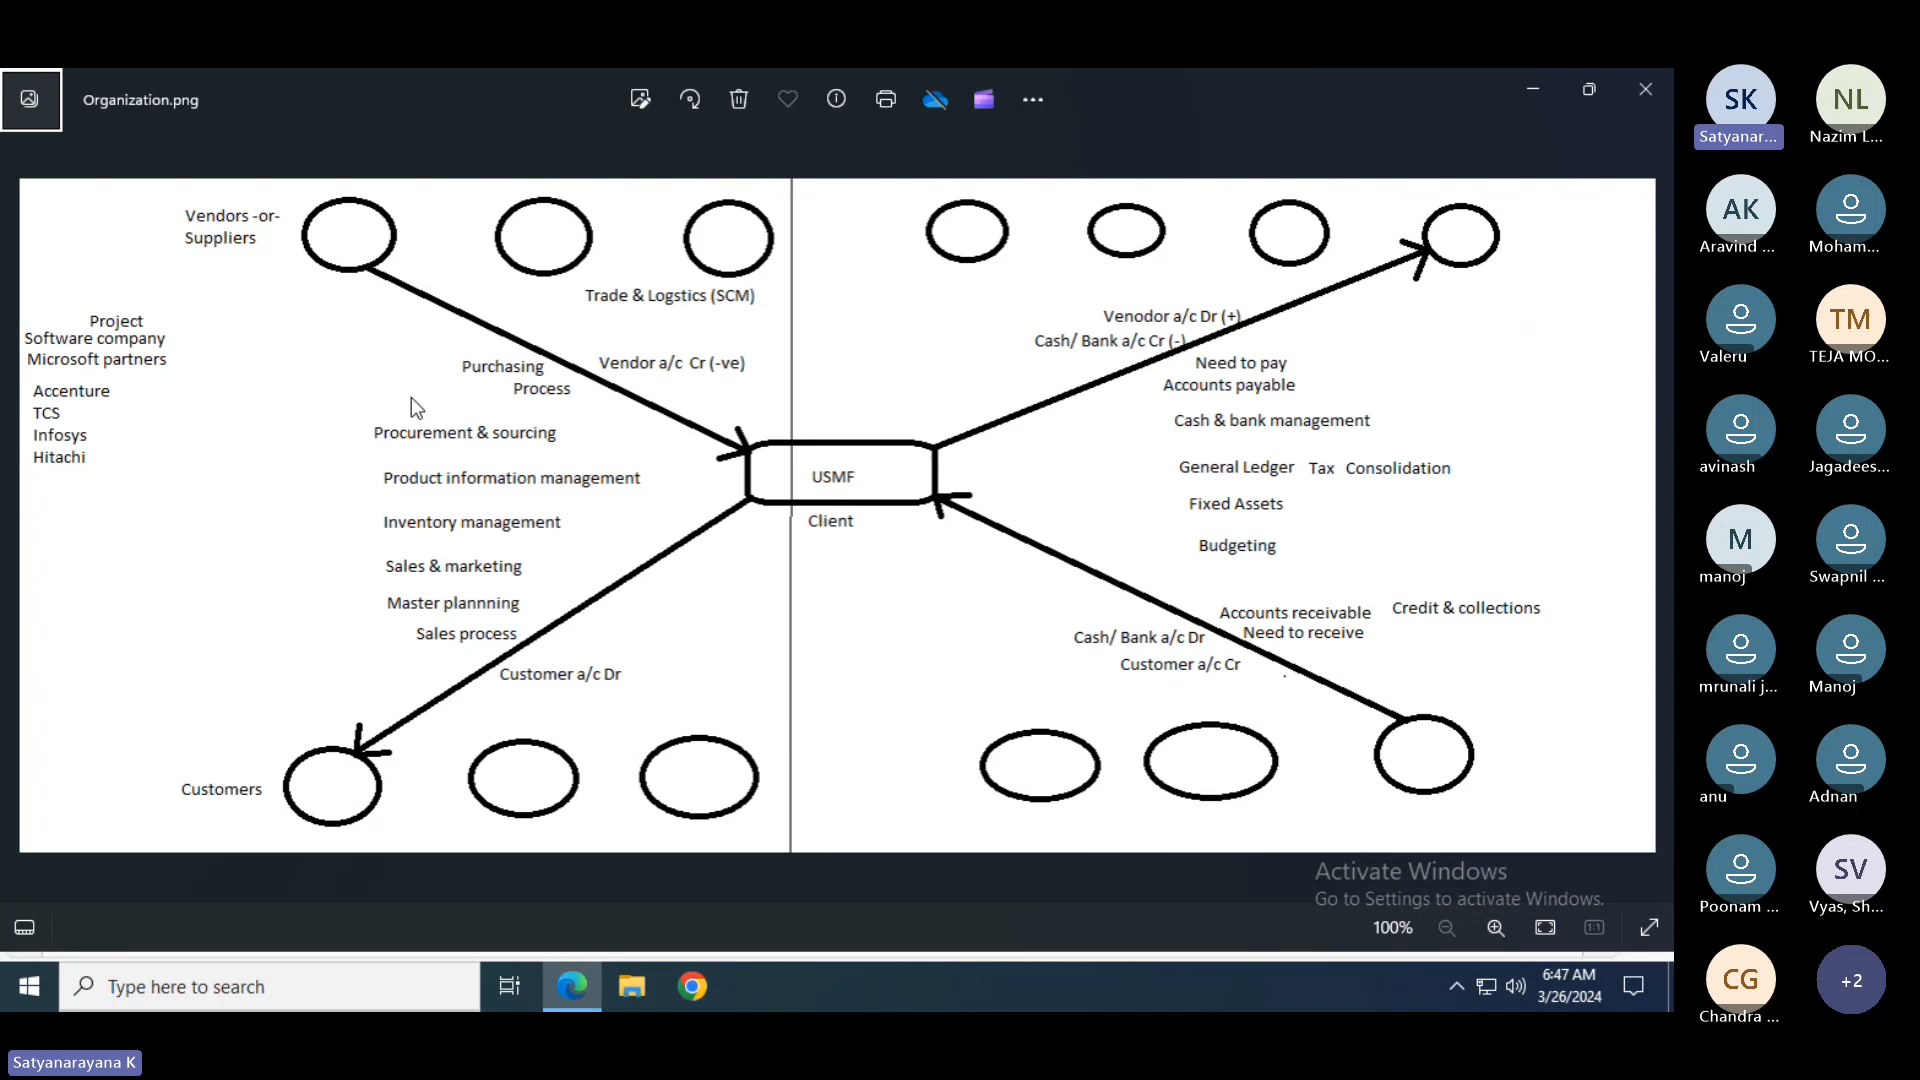 Organization.png
Vendors -or-
Suppliers
Trade & Logstics (SCM)
Project
Software company
Microsoft partners
Accenture
TCS
Infosys
Hitachi
Purchasing
Process
Vendor a/c Cr (-ve)
Procurement & sourcing
Product information management
Inventory management
Sales & marketing
Master plannning
Sales process
Customer a/c Dr
Customers
USMF
Client
Venodor a/c Dr (+)
Cash/ Bank a/c Cr (-)
Need to pay
Accounts payable
Cash & bank management
General Ledger Tax Consolidation
Fixed Assets
Budgeting
Accounts receivable Credit & collections
Need to receive
Cash/ Bank a/c Dr
Customer a/c Cr
Activate Windows
Go to Settings to activate Windows.
100%
1:1
Type here to search
6:47 AM
3/26/2024
Satyanarayana K
SK
Satyanar...
NL
Nazim L...
AK
Aravind ...
Moham...
Valeru
TM
TEJA MO...
avinash
Jagadees...
M
manoj
Swapnil ...
mrunali j...
Manoj
anu
Adnan
Poonam ...
SV
Vyas, Sh...
CG
Chandra ...
+2